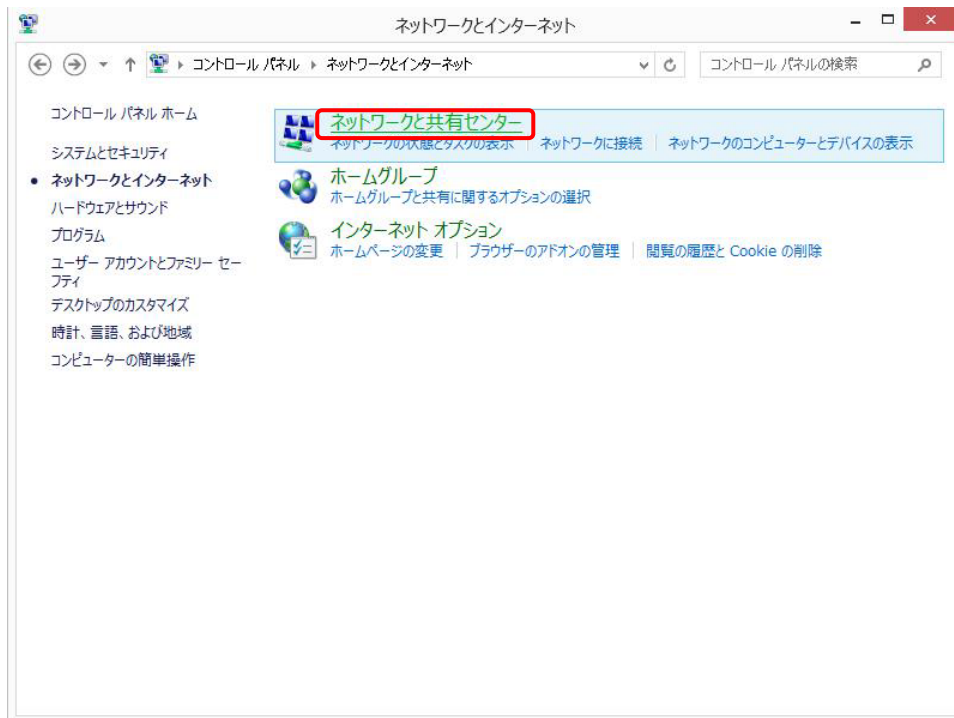 ネットワークとインターネット
コントロール パネル ネットワークとインターネット
コントロール パネルの検索
コントロール パネル ホーム
システムとセキュリティ
ネットワークとインターネット
ハードウェアとサウンド
プログラム
ユーザー アカウントとファミリー セー
フティ
デスクトップのカスタマイズ
時計、言語、および地域
コンピューターの簡単操作
ネットワークと共有センター
ネットワークの状態とタスクの表示 ネットワークに接続 ネットワークのコンピューターとデバイスの表示
ホームグループ
ホームグループと共有に関するオプションの選択
インターネット オプション
ホームページの変更 ブラウザーのアドオンの管理 閲覧の履歴と Cookie の削除